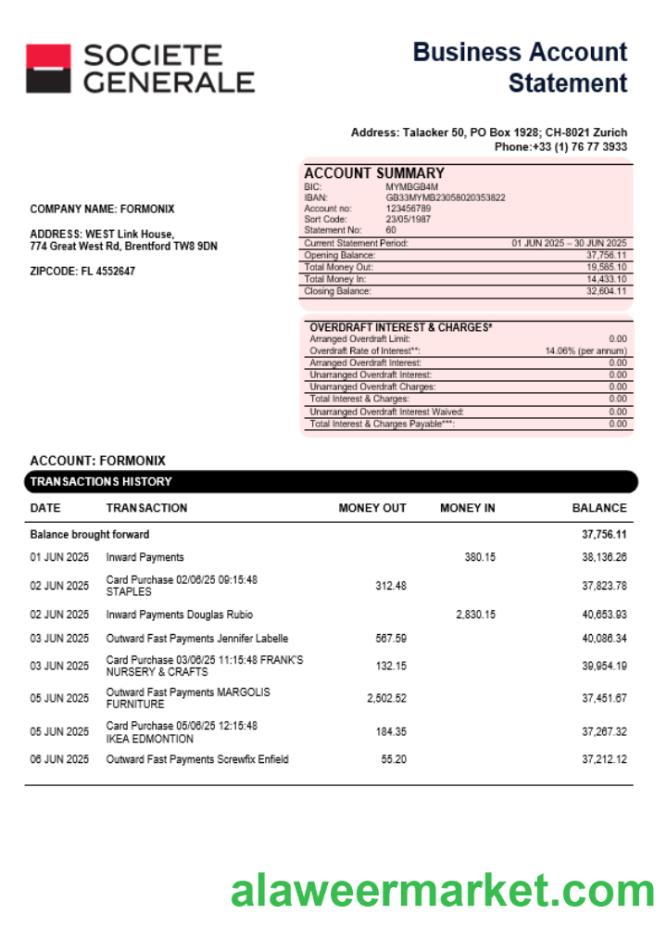 SOCIETE
GENERALE
Business Account
Statement
Address: Talacker 50, PO Box 1928; CH-8021 Zurich
Phone:+33 (1) 76 77 3933
COMPANY NAME: FORMONIX
ADDRESS: WEST Link House,
774 Great West Rd, Brentford TW8 9DN
ZIPCODE: FL 4552647
ACCOUNT SUMMARY
BIC: MYMBGB4M
IBAN: GB33MYMB23058020353822
Account no: 123456789
Sort Code: 23/05/1987
Statement No: 60
Current Statement Period: 01 JUN 2025 – 30 JUN 2025
Opening Balance: 37,756.11
Total Money Out: 19,585.10
Total Money In: 14,433.10
Closing Balance: 32,604.11
OVERDRAFT INTEREST & CHARGES*
Arranged Overdraft Limit: 0.00
Overdraft Rate of Interest**: 14.06% (per annum)
Arranged Overdraft Interest: 0.00
Unarranged Overdraft Interest: 0.00
Unarranged Overdraft Charges: 0.00
Total Interest & Charges: 0.00
Unarranged Overdraft Interest Waived: 0.00
Total Interest & Charges Payable***: 0.00
ACCOUNT: FORMONIX
TRANSACTIONS HISTORY
DATE TRANSACTION MONEY OUT MONEY IN BALANCE
Balance brought forward 37,756.11
01 JUN 2025 Inward Payments 380.15 38,136.26
02 JUN 2025 Card Purchase 02/06/25 09:15:48
STAPLES 312.48 37,823.78
02 JUN 2025 Inward Payments Douglas Rubio 2,830.15 40,653.93
03 JUN 2025 Outward Fast Payments Jennifer Labelle 567.59 40,086.34
03 JUN 2025 Card Purchase 03/06/25 11:15:48 FRANK'S
NURSERY & CRAFTS 132.15 39,954.19
05 JUN 2025 Outward Fast Payments MARGOLIS
FURNITURE 2,502.52 37,451.67
05 JUN 2025 Card Purchase 05/06/25 12:15:48
IKEA EDMONTION 184.35 37,267.32
06 JUN 2025 Outward Fast Payments Screwfix Enfield 55.20 37,212.12
alaweermarket.com